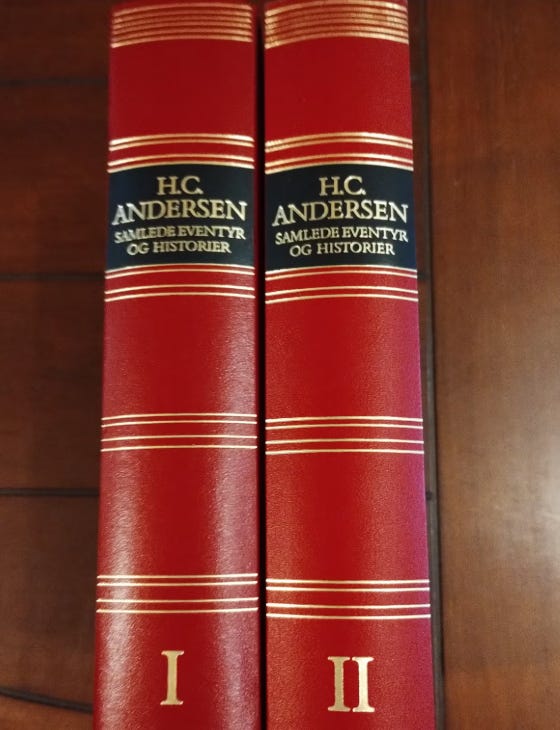 H.C.
ANDERSEN
SAMLEDE EVENTYR
OG HISTORIER
I
H.C.
ANDERSEN
SAMLEDE EVENTYR
OG HISTORIER
II